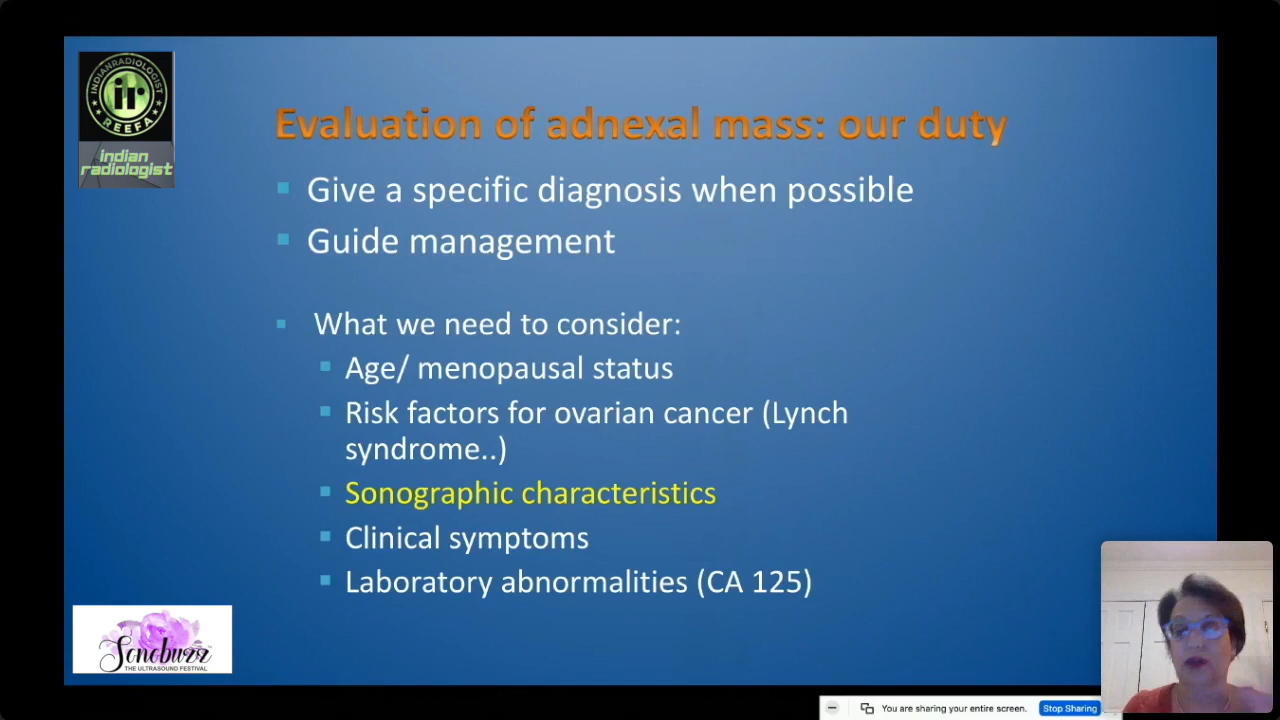 INDIANRADIOLOGIST
ir
REEFA
indian
radiologist
Evaluation of adnexal mass: our duty
Give a specific diagnosis when possible
Guide management
What we need to consider:
Age/ menopausal status
Risk factors for ovarian cancer (Lynch
syndrome..)
Sonographic characteristics
Clinical symptoms
Laboratory abnormalities (CA 125)
Sonobuzz
THE ULTRASOUND FESTIVAL
You are sharing your entire screen.
Stop Sharing